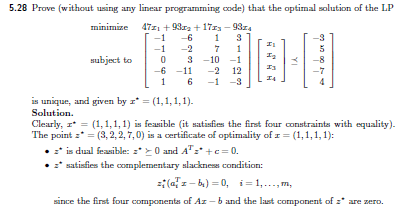 5.28 Prove (without using any linear programming code) that the optimal solution of the LP
minimize 47x₁ + 93x₂ + 17x₃ − 93x₄
subject to
[ −1 −6 1 3 ; −1 −2 7 1 ; 0 3 −10 −1 ; −6 −11 −2 12 ; 1 6 −1 −3 ] [ x₁ ; x₂ ; x₃ ; x₄ ] ⪯ [ −3 ; 5 ; −8 ; −7 ; 4 ]
is unique, and given by x* = (1, 1, 1, 1).
Solution.
Clearly, x* = (1, 1, 1, 1) is feasible (it satisfies the first four constraints with equality).
The point z* = (3, 2, 2, 7, 0) is a certificate of optimality of x = (1, 1, 1, 1):
• z* is dual feasible: z* ⪰ 0 and Aᵀz* + c = 0.
• z* satisfies the complementary slackness condition:
zᵢ*(aᵢᵀx − bᵢ) = 0, i = 1, . . . , m,
since the first four components of Ax − b and the last component of z* are zero.